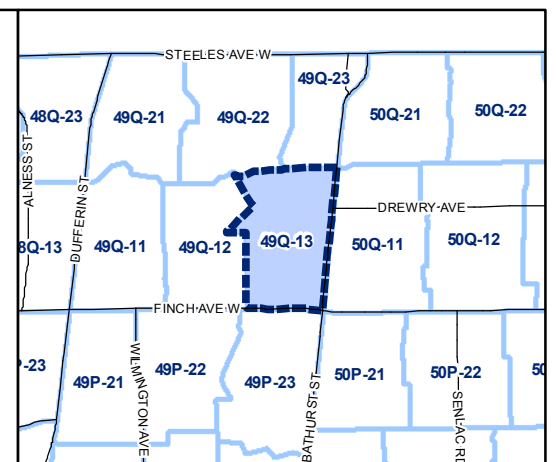 STEELES AVE W
49Q-23
48Q-23
49Q-21
49Q-22
50Q-21
50Q-22
ALNESS ST
DUFFERIN ST
DREWRY AVE
8Q-13
49Q-11
49Q-12
49Q-13
50Q-11
50Q-12
FINCH AVE W
-23
49P-21
49P-22
49P-23
50P-21
50P-22
50
WILMINGTON AVE
BATHURST ST
SENLAC RD